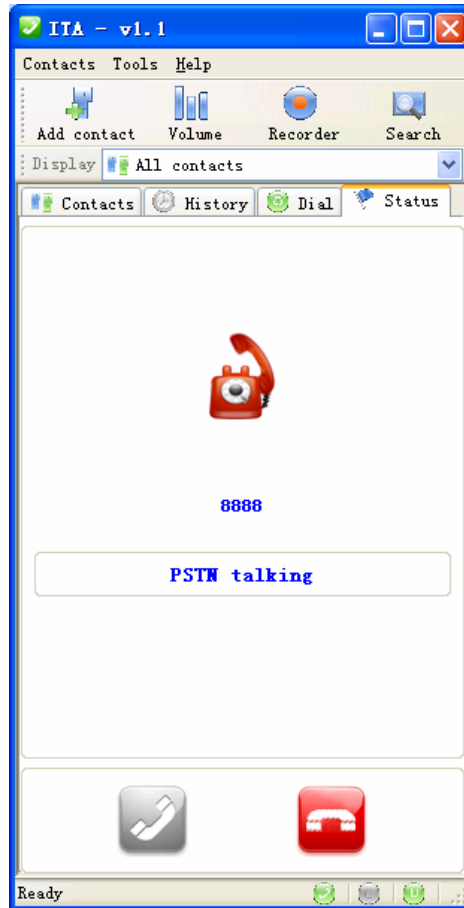 ITA - v1.1
Contacts Tools Help
Add contact Volume Recorder Search
Display All contacts
Contacts History Dial Status
8888
PSTN talking
Ready